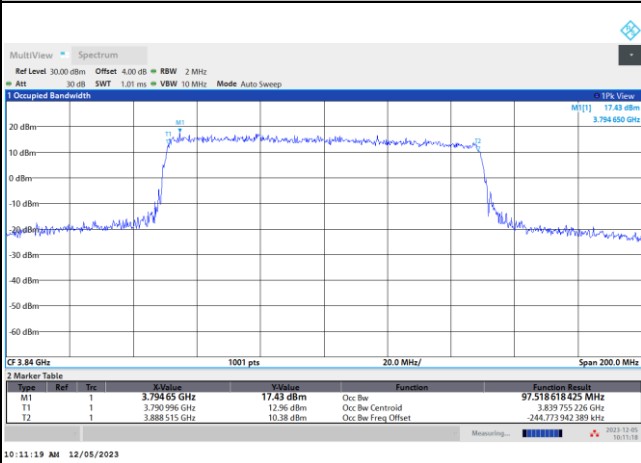 MultiView Spectrum
Ref Level 30.00 dBm Offset 4.00 dB RBW 2 MHz
Att 30 dB SWT 1.01 ms VBW 10 MHz Mode Auto Sweep
1 Occupied Bandwidth 1Pk View
M1[1] 17.43 dBm
3.794 650 GHz
M1
20 dBm
T1 T2
10 dBm
0 dBm
-10 dBm
-20 dBm
-30 dBm
-40 dBm
-50 dBm
-60 dBm
CF 3.84 GHz 1001 pts 20.0 MHz/ Span 200.0 MHz
2 Marker Table
Type Ref Trc X-Value Y-Value Function Function Result
M1 1 3.794 65 GHz 17.43 dBm Occ Bw 97.518 618 425 MHz
T1 1 3.790 996 GHz 12.96 dBm Occ Bw Centroid 3.839 755 226 GHz
T2 1 3.888 515 GHz 10.38 dBm Occ Bw Freq Offset -244.773 942 389 kHz
Measuring... 2023-12-05
10:11:18
10:11:19 AM 12/05/2023